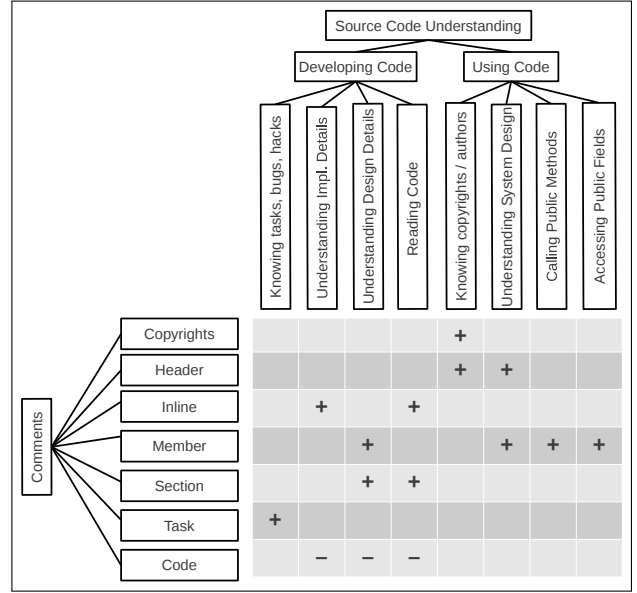 Source Code Understanding
Developing Code
Using Code
Knowing tasks, bugs, hacks
Understanding Impl. Details
Understanding Design Details
Reading Code
Knowing copyrights / authors
Understanding System Design
Calling Public Methods
Accessing Public Fields
Comments
Copyrights +
Header + +
Inline + +
Member + + + +
Section + +
Task +
Code − − −